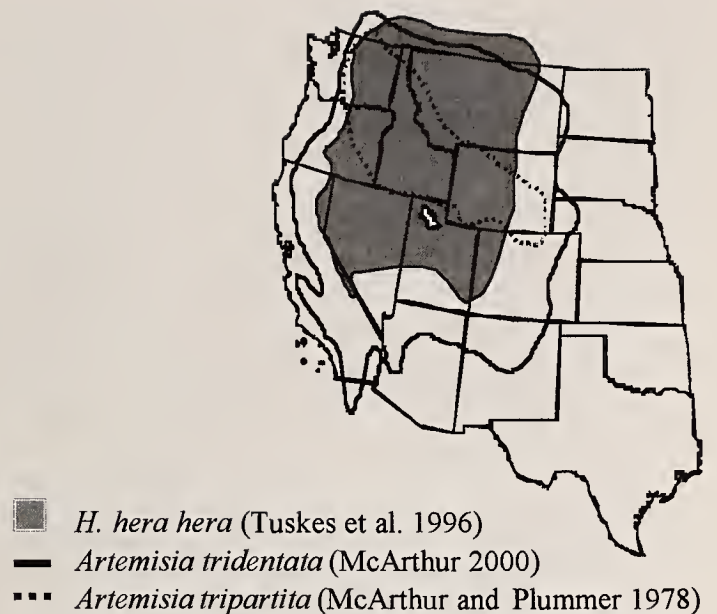 H. hera hera (Tuskes et al. 1996)
Artemisia tridentata (McArthur 2000)
Artemisia tripartita (McArthur and Plummer 1978)